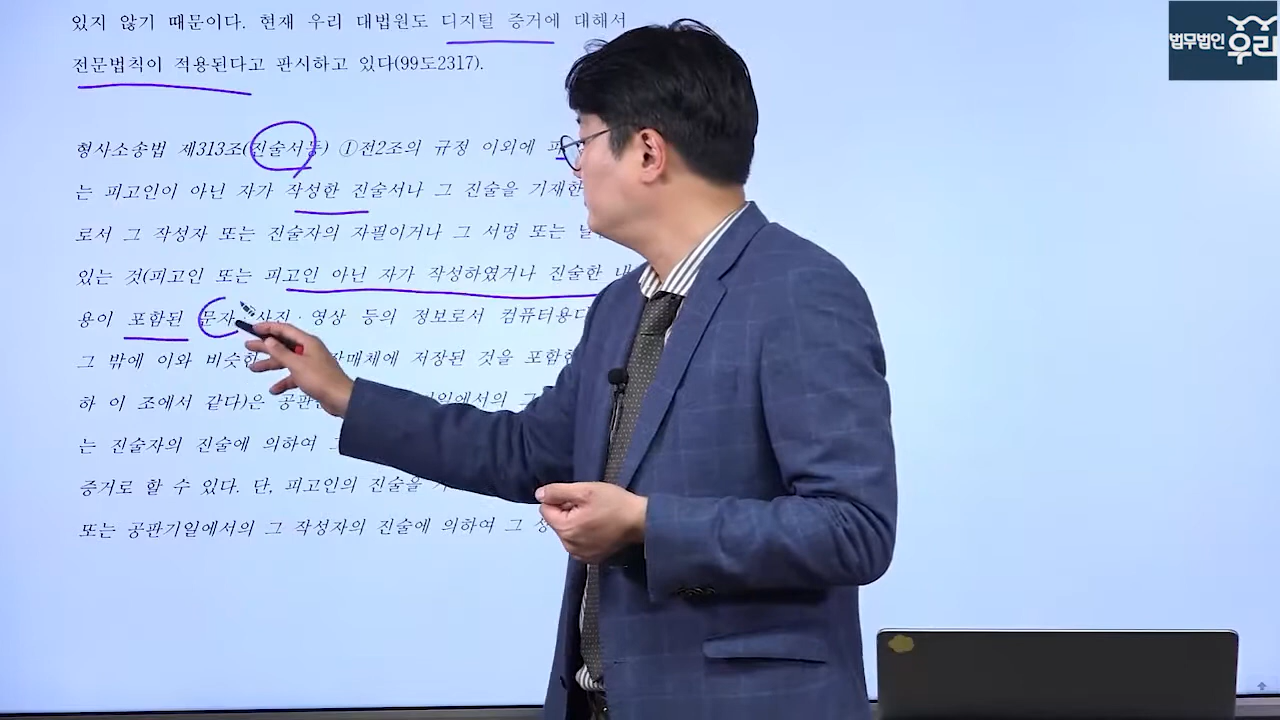 있지 않기 때문이다. 현재 우리 대법원도 디지털 증거에 대해서
전문법칙이 적용된다고 판시하고 있다(99도2317).
형사소송법 제313조(진술서등) ①전2조의 규정 이외에
는 피고인이 아닌 자가 작성한 진술서나 그 진술을 기재한
로서 그 작성자 또는 진술자의 자필이거나 그 서명 또는
있는 것(피고인 또는 피고인 아닌 자가 작성하였거나 진술한 내
용이 포함된 문자 사진·영상 등의 정보로서
그 밖에 이와 저장된 것을
하 이 조에서 같다)은
는 진술자의 진술에 의하여
증거로 할 수 있다. 단, 피고인의 진술을
또는 공판기일에서의 그 작성자의 진술에 의하여 그
법무법인 우리